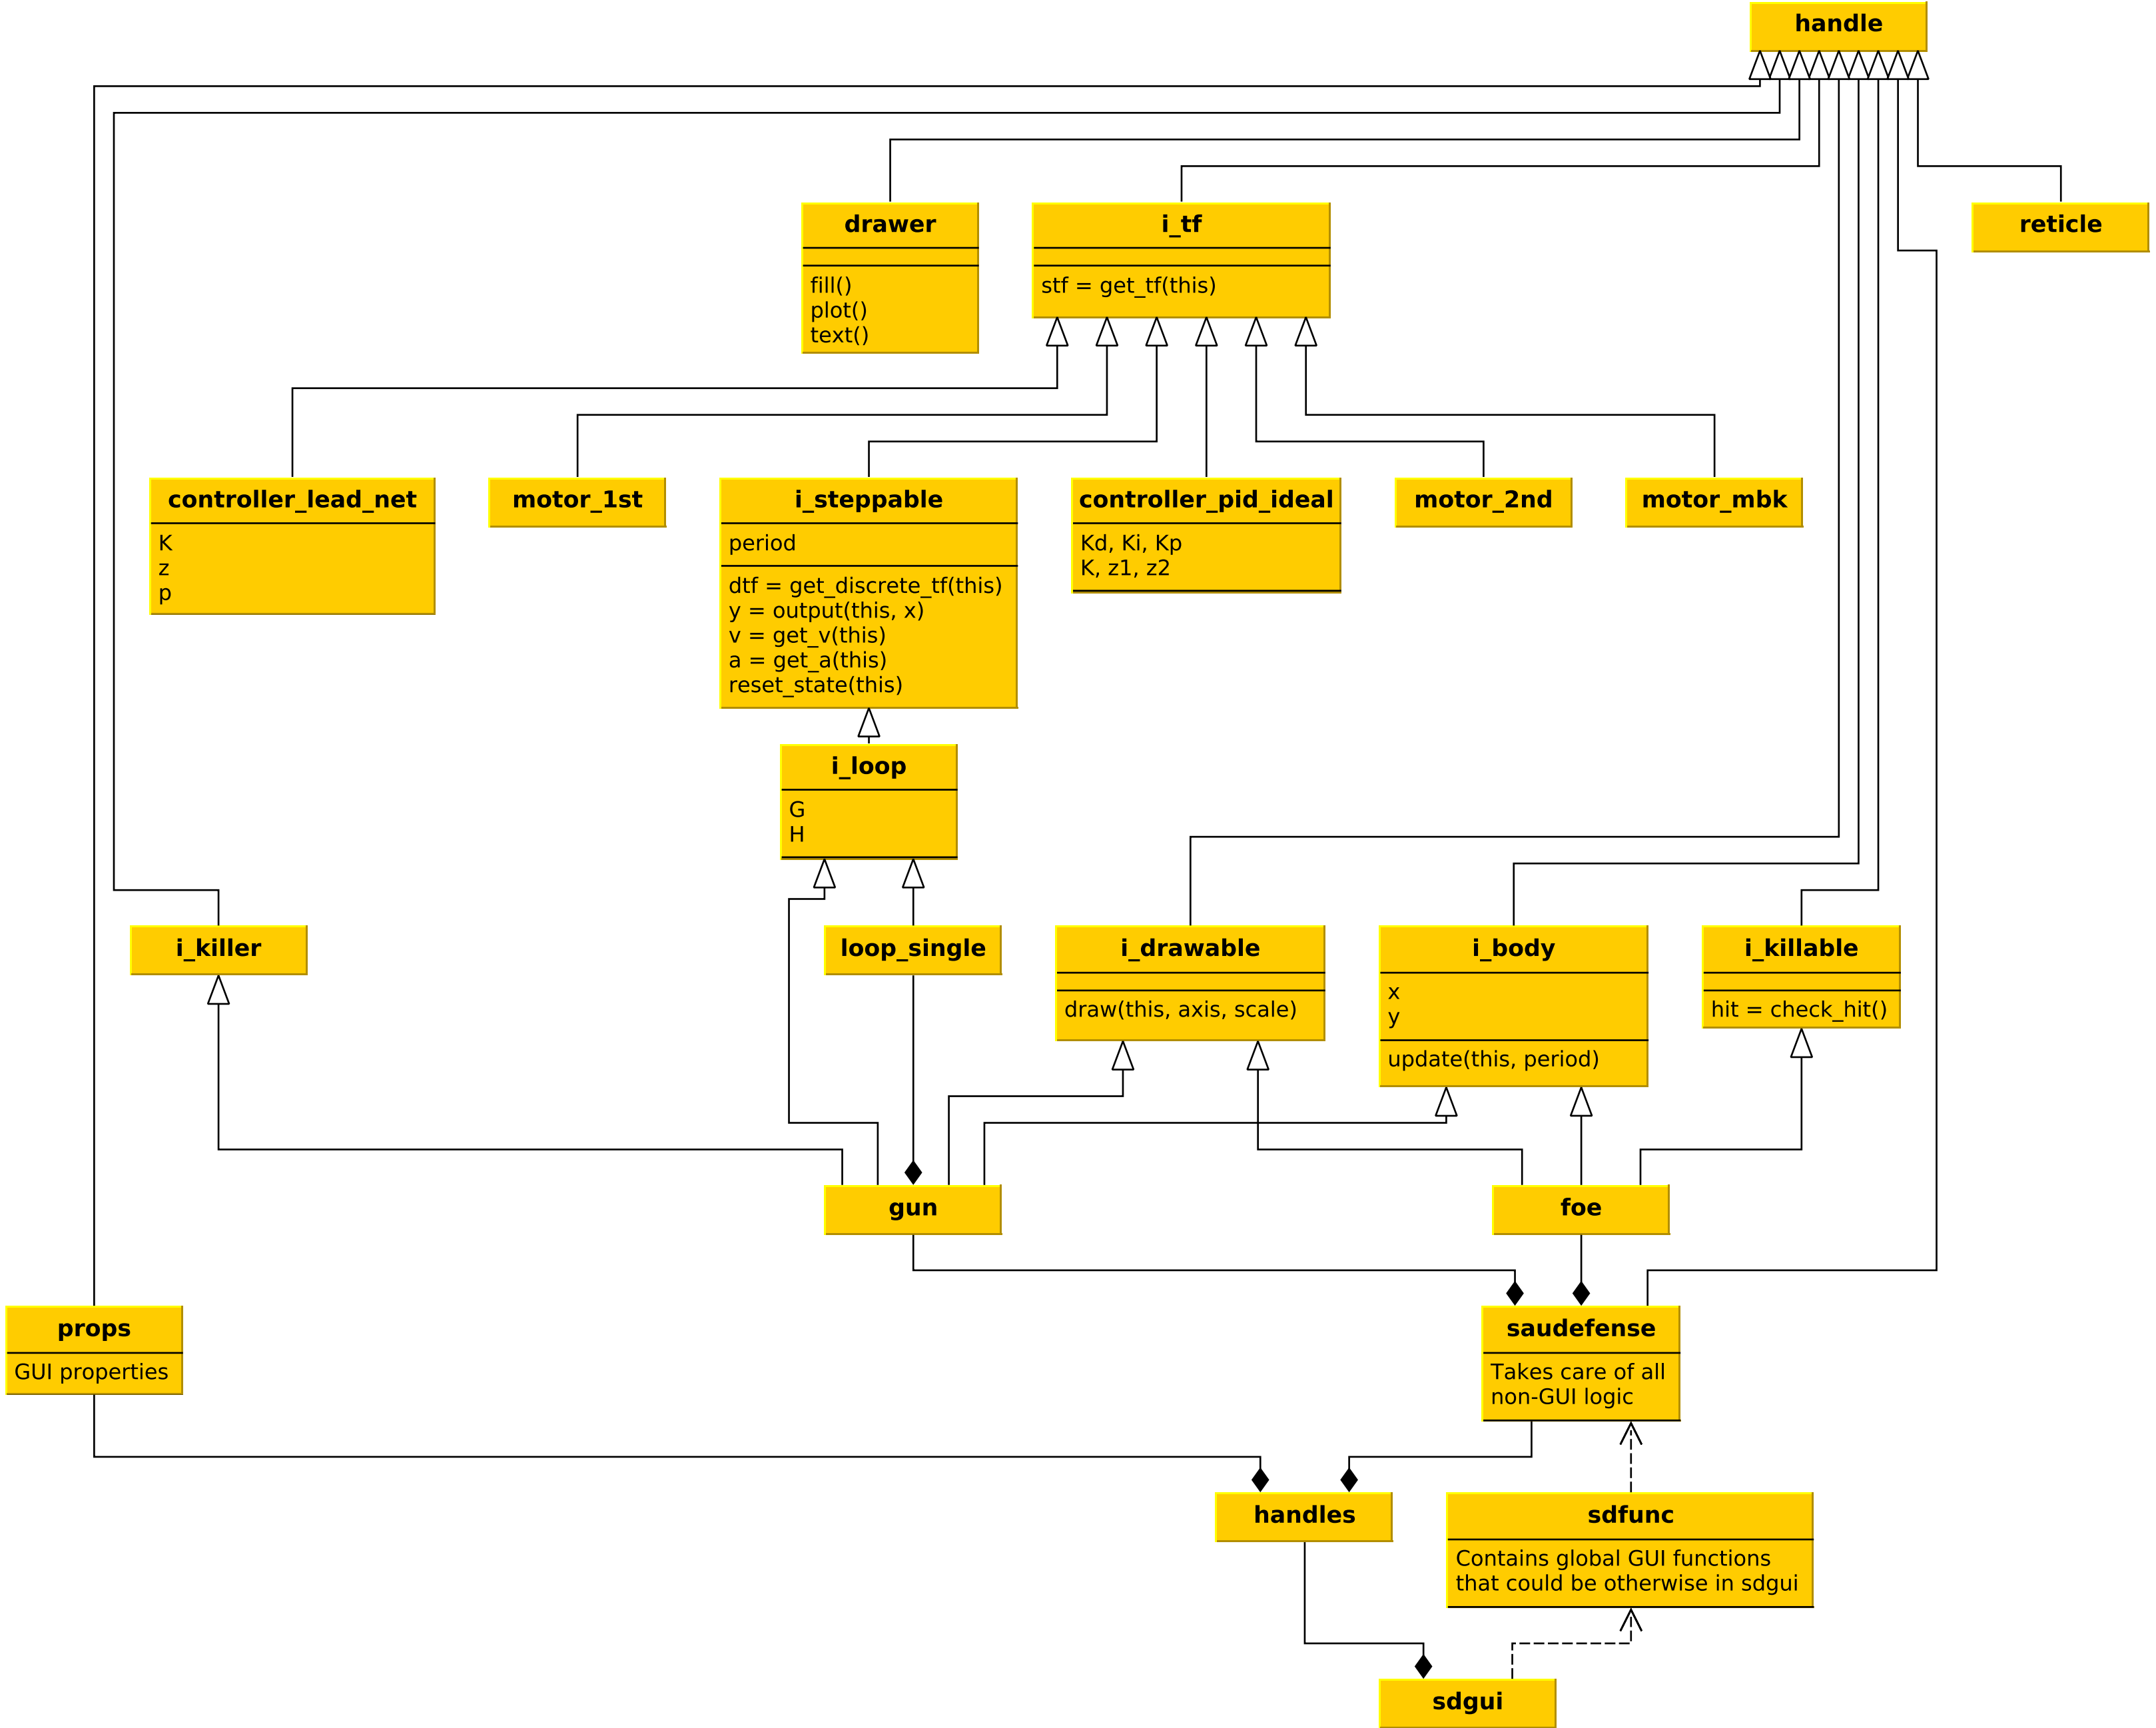 handle
drawer
fill()
plot()
text()
i_tf
stf = get_tf(this)
reticle
controller_lead_net
K
z
p
motor_1st
i_steppable
period
dtf = get_discrete_tf(this)
y = output(this, x)
v = get_v(this)
a = get_a(this)
reset_state(this)
controller_pid_ideal
Kd, Ki, Kp
K, z1, z2
motor_2nd
motor_mbk
i_loop
G
H
i_killer
loop_single
i_drawable
draw(this, axis, scale)
i_body
x
y
update(this, period)
i_killable
hit = check_hit()
gun
foe
props
GUI properties
saudefense
Takes care of all
non-GUI logic
handles
sdfunc
Contains global GUI functions
that could be otherwise in sdgui
sdgui